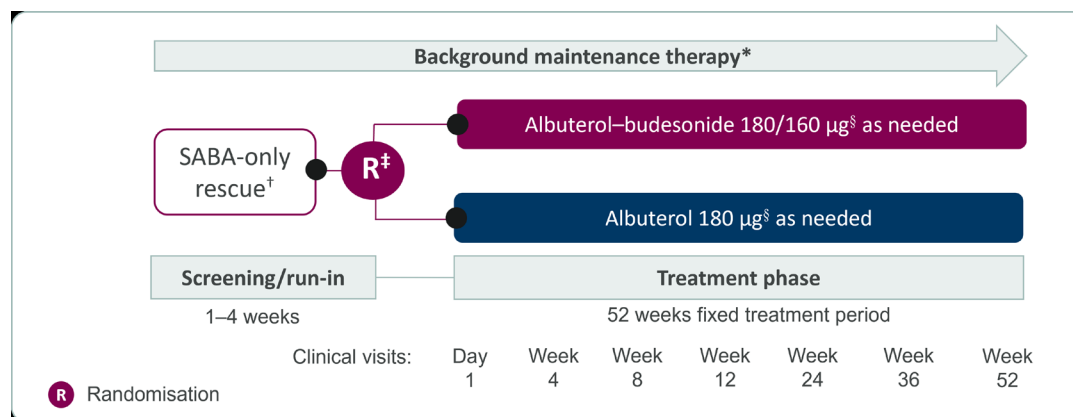 Background maintenance therapy*
Albuterol–budesonide 180/160 µg§ as needed
SABA-only
rescue†
R‡
Albuterol 180 µg§ as needed
Screening/run-in
Treatment phase
1–4 weeks
52 weeks fixed treatment period
Clinical visits: Day Week Week Week Week Week Week
1 4 8 12 24 36 52
R Randomisation